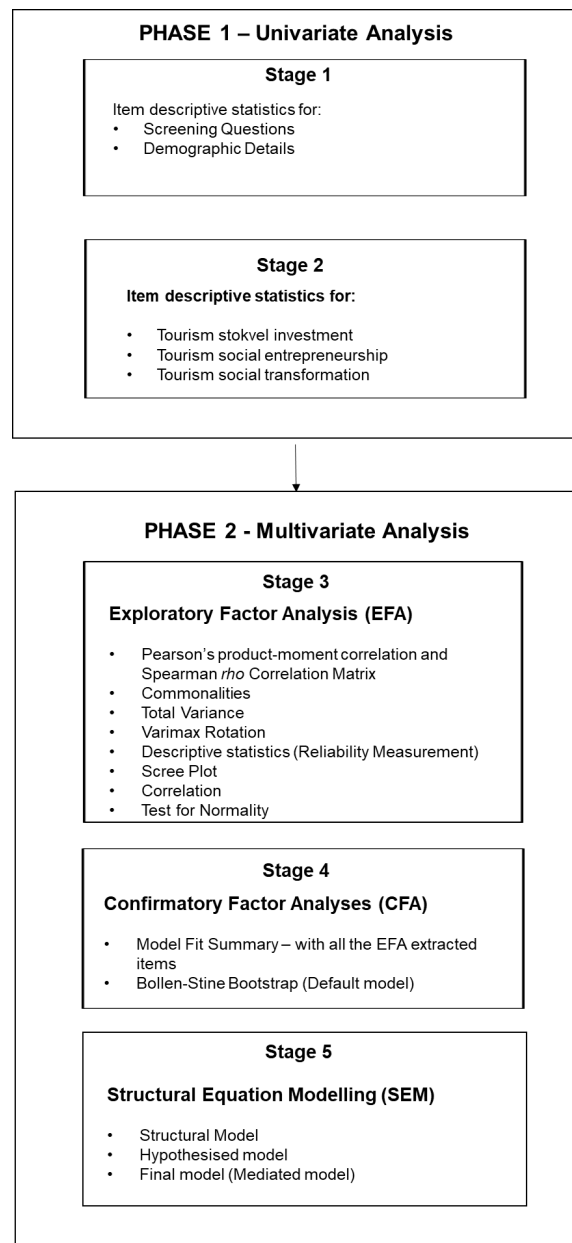 PHASE 1 – Univariate Analysis
Stage 1
Item descriptive statistics for:
• Screening Questions
• Demographic Details
Stage 2
Item descriptive statistics for:
• Tourism stokvel investment
• Tourism social entrepreneurship
• Tourism social transformation
PHASE 2 - Multivariate Analysis
Stage 3
Exploratory Factor Analysis (EFA)
• Pearson's product-moment correlation and
Spearman rho Correlation Matrix
• Commonalities
• Total Variance
• Varimax Rotation
• Descriptive statistics (Reliability Measurement)
• Scree Plot
• Correlation
• Test for Normality
Stage 4
Confirmatory Factor Analyses (CFA)
• Model Fit Summary – with all the EFA extracted
items
• Bollen-Stine Bootstrap (Default model)
Stage 5
Structural Equation Modelling (SEM)
• Structural Model
• Hypothesised model
• Final model (Mediated model)